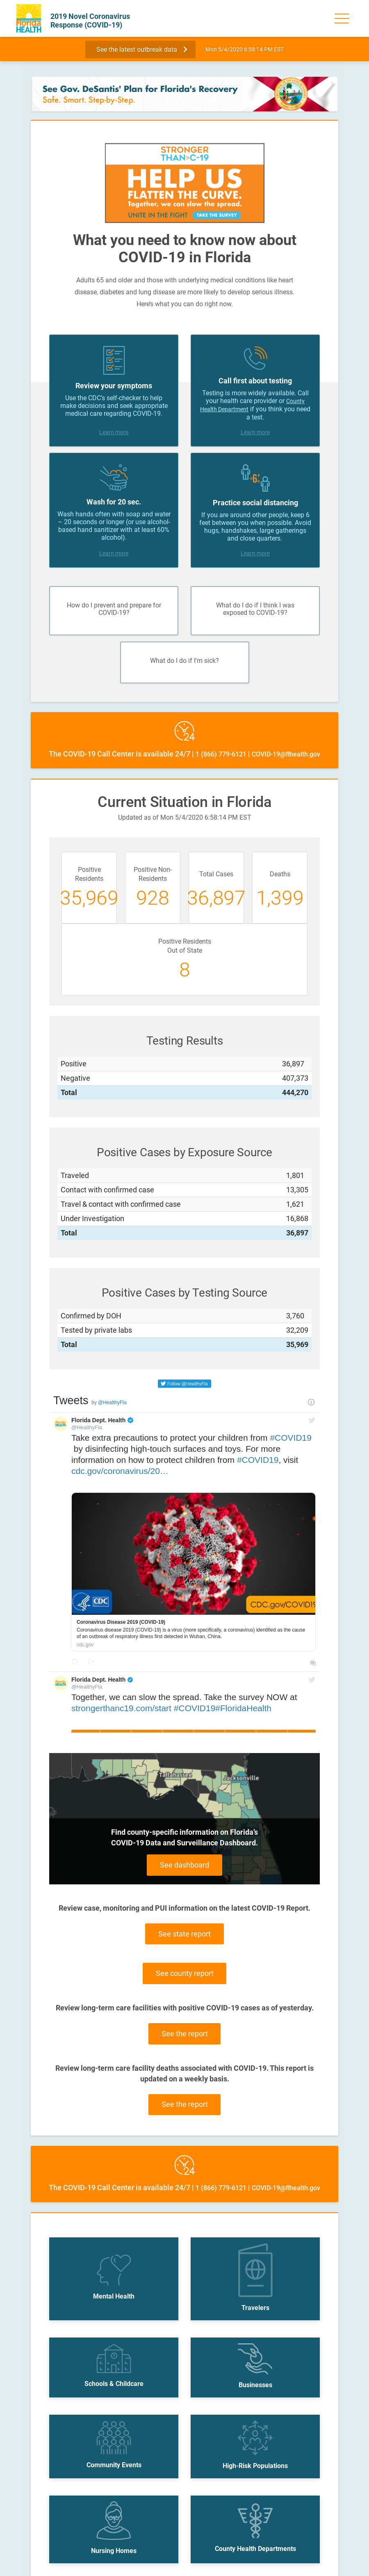 Florida
HEALTH
2019 Novel Coronavirus
Response (COVID-19)
See the latest outbreak data
Mon 5/4/2020 6:58:14 PM EST
See Gov. DeSantis' Plan for Florida's Recovery
Safe. Smart. Step-by-Step.
STRONGER
THAN C-19
HELP US
FLATTEN THE CURVE.
Together, we can slow the spread.
UNITE IN THE FIGHT TAKE THE SURVEY
What you need to know now about
COVID-19 in Florida
Adults 65 and older and those with underlying medical conditions like heart
disease, diabetes and lung disease are more likely to develop serious illness.
Here's what you can do right now.
Review your symptoms
Use the CDC's self-checker to help
make decisions and seek appropriate
medical care regarding COVID-19.
Learn more
Call first about testing
Testing is more widely available. Call
your health care provider or County
Health Department if you think you need
a test.
Learn more
Wash for 20 sec.
Wash hands often with soap and water
– 20 seconds or longer (or use alcohol-
based hand sanitizer with at least 60%
alcohol).
Learn more
6'
Practice social distancing
If you are around other people, keep 6
feet between you when possible. Avoid
hugs, handshakes, large gatherings
and close quarters.
Learn more
How do I prevent and prepare for
COVID-19?
What do I do if I think I was
exposed to COVID-19?
What do I do if I'm sick?
24
The COVID-19 Call Center is available 24/7 | 1 (866) 779-6121 | COVID-19@flhealth.gov
Current Situation in Florida
Updated as of Mon 5/4/2020 6:58:14 PM EST
Positive
Residents
35,969
Positive Non-
Residents
928
Total Cases
36,897
Deaths
1,399
Positive Residents
Out of State
8
Testing Results
Positive 36,897
Negative 407,373
Total 444,270
Positive Cases by Exposure Source
Traveled 1,801
Contact with confirmed case 13,305
Travel & contact with confirmed case 1,621
Under Investigation 16,868
Total 36,897
Positive Cases by Testing Source
Confirmed by DOH 3,760
Tested by private labs 32,209
Total 35,969
Follow @HealthyFla
Tweets by @HealthyFla
Florida Dept. Health
@HealthyFla
Take extra precautions to protect your children from #COVID19
by disinfecting high-touch surfaces and toys. For more
information on how to protect children from #COVID19, visit
cdc.gov/coronavirus/20…
CDC
CDC.gov/COVID19
Coronavirus Disease 2019 (COVID-19)
Coronavirus disease 2019 (COVID-19) is a virus (more specifically, a coronavirus) identified as the cause
of an outbreak of respiratory illness first detected in Wuhan, China.
cdc.gov
Florida Dept. Health
@HealthyFla
Together, we can slow the spread. Take the survey NOW at
strongerthanc19.com/start #COVID19#FloridaHealth
Tallahassee
Jacksonville
Find county-specific information on Florida's
COVID-19 Data and Surveillance Dashboard.
See dashboard
Review case, monitoring and PUI information on the latest COVID-19 Report.
See state report
See county report
Review long-term care facilities with positive COVID-19 cases as of yesterday.
See the report
Review long-term care facility deaths associated with COVID-19. This report is
updated on a weekly basis.
See the report
24
The COVID-19 Call Center is available 24/7 | 1 (866) 779-6121 | COVID-19@flhealth.gov
Mental Health
Travelers
Schools & Childcare
Businesses
Community Events
High-Risk Populations
Nursing Homes
County Health Departments